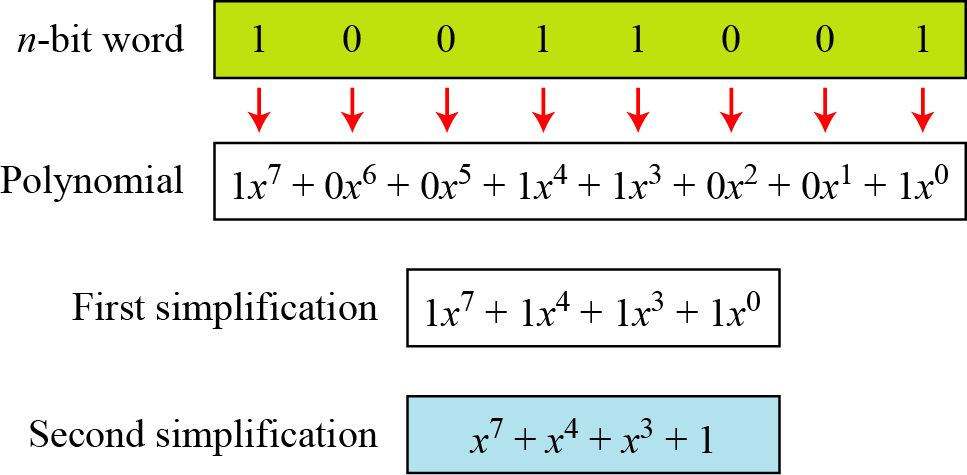 n-bit word 1 0 0 1 1 0 0 1
Polynomial 1x⁷ + 0x⁶ + 0x⁵ + 1x⁴ + 1x³ + 0x² + 0x¹ + 1x⁰
First simplification 1x⁷ + 1x⁴ + 1x³ + 1x⁰
Second simplification x⁷ + x⁴ + x³ + 1